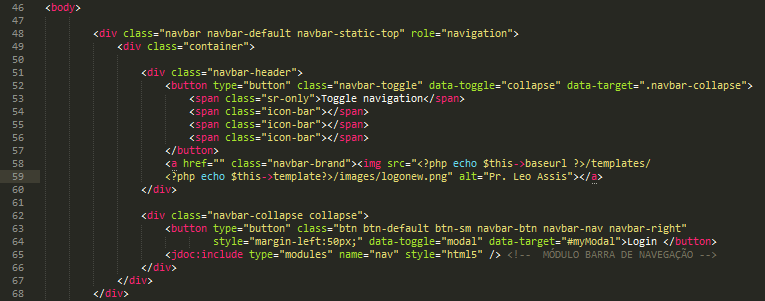 46 <body>
47
48 <div class="navbar navbar-default navbar-static-top" role="navigation">
49 <div class="container">
50
51 <div class="navbar-header">
52 <button type="button" class="navbar-toggle" data-toggle="collapse" data-target=".navbar-collapse">
53 <span class="sr-only">Toggle navigation</span>
54 <span class="icon-bar"></span>
55 <span class="icon-bar"></span>
56 <span class="icon-bar"></span>
57 </button>
58 <a href="" class="navbar-brand"><img src="<?php echo $this->baseurl ?>/templates/
59 <?php echo $this->template?>/images/logonew.png" alt="Pr. Leo Assis"></a>
60 </div>
61
62 <div class="navbar-collapse collapse">
63 <button type="button" class="btn btn-default btn-sm navbar-btn navbar-nav navbar-right"
64 style="margin-left:50px;" data-toggle="modal" data-target="#myModal">Login </button>
65 <jdoc:include type="modules" name="nav" style="html5" /> <!--  MÓDULO BARRA DE NAVEGAÇÃO -->
66 </div>
67 </div>
68 </div>